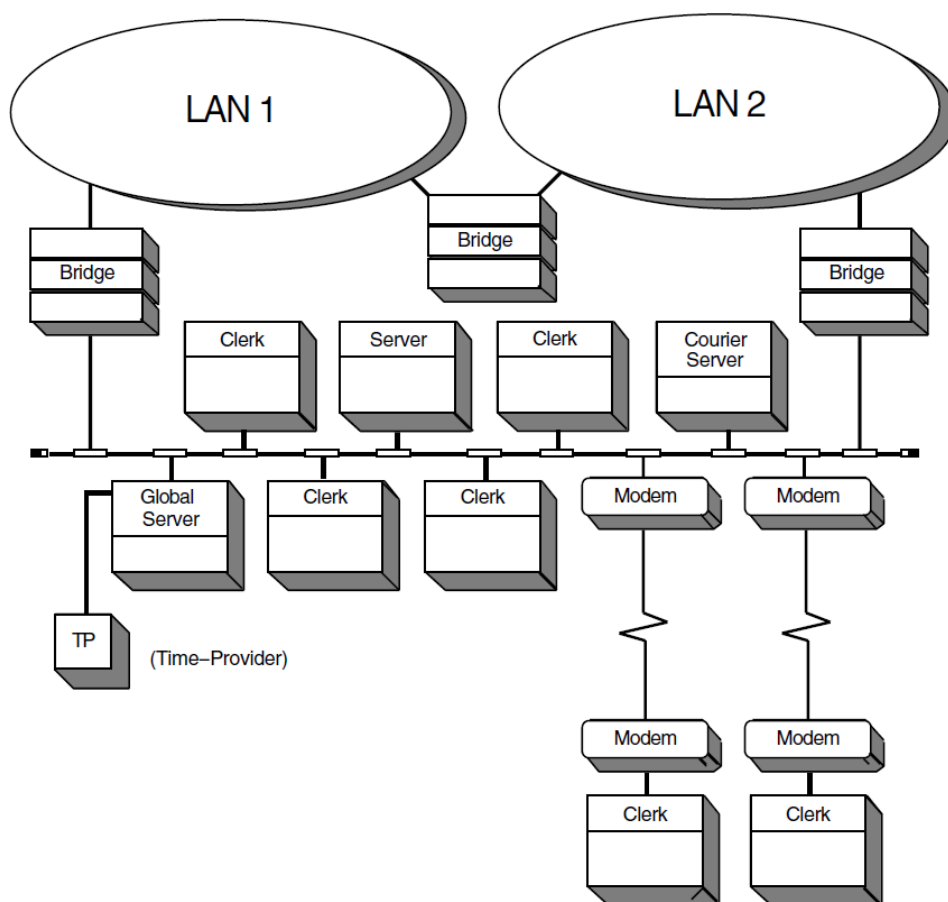 LAN 1
LAN 2
Bridge
Bridge
Bridge
Clerk
Server
Clerk
Courier
Server
Global
Server
Clerk
Clerk
Modem
Modem
TP
(Time-Provider)
Modem
Modem
Clerk
Clerk